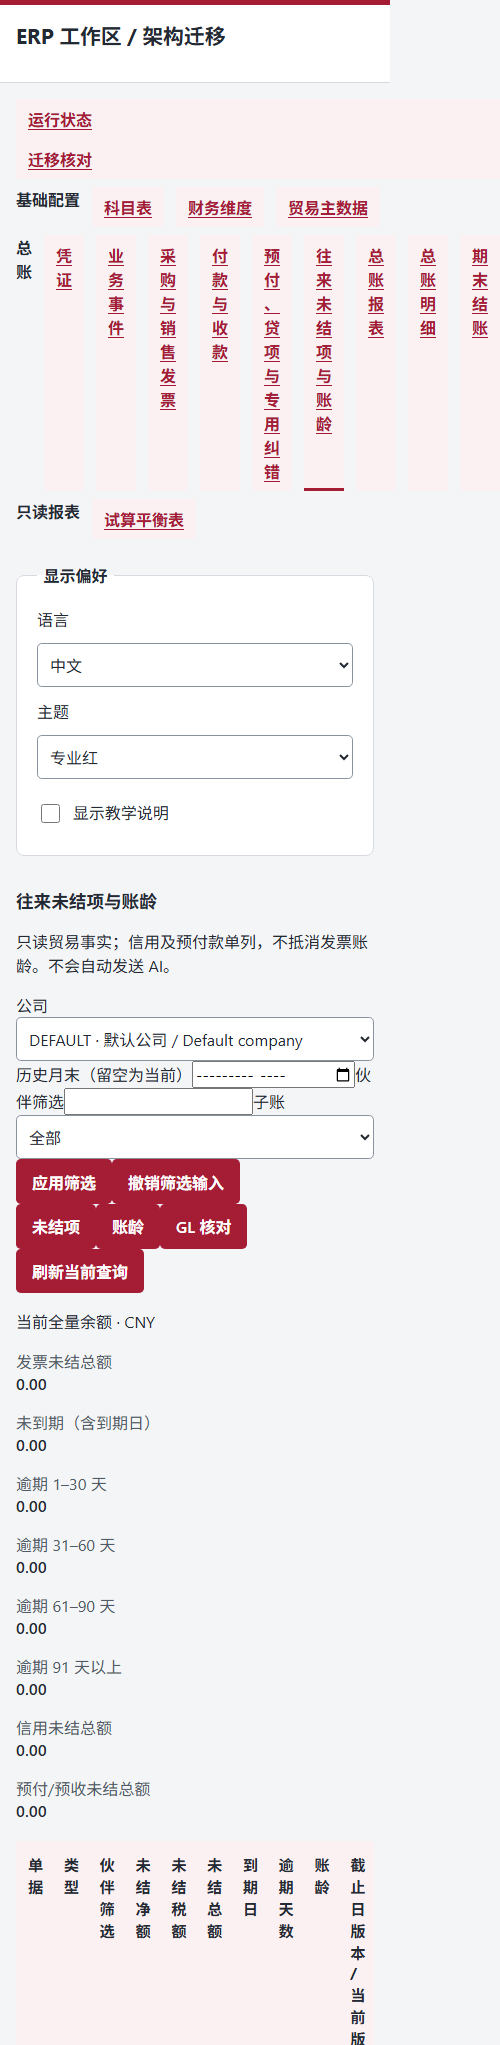 ERP 工作区 / 架构迁移
运行状态
迁移核对
基础配置 科目表 财务维度 贸易主数据
总账 凭证 业务事件 采购与销售发票 付款与收款 预付、贷项与专用纠错 往来未结项与账龄 总账报表 总账明细 期末结账
只读报表 试算平衡表
显示偏好
语言
中文
主题
专业红
显示教学说明
往来未结项与账龄
只读贸易事实；信用及预付款单列，不抵消发票账
龄。不会自动发送 AI。
公司
DEFAULT · 默认公司 / Default company
历史月末（留空为当前） --------- ---- 伙
伴筛选 子账
全部
应用筛选 撤销筛选输入
未结项 账龄 GL 核对
刷新当前查询
当前全量余额 · CNY
发票未结总额
0.00
未到期（含到期日）
0.00
逾期 1–30 天
0.00
逾期 31–60 天
0.00
逾期 61–90 天
0.00
逾期 91 天以上
0.00
信用未结总额
0.00
预付/预收未结总额
0.00
单据 类型 伙伴筛选 未结净额 未结税额 未结总额 到期日 逾期天数 账龄 截止日版本 / 当前版